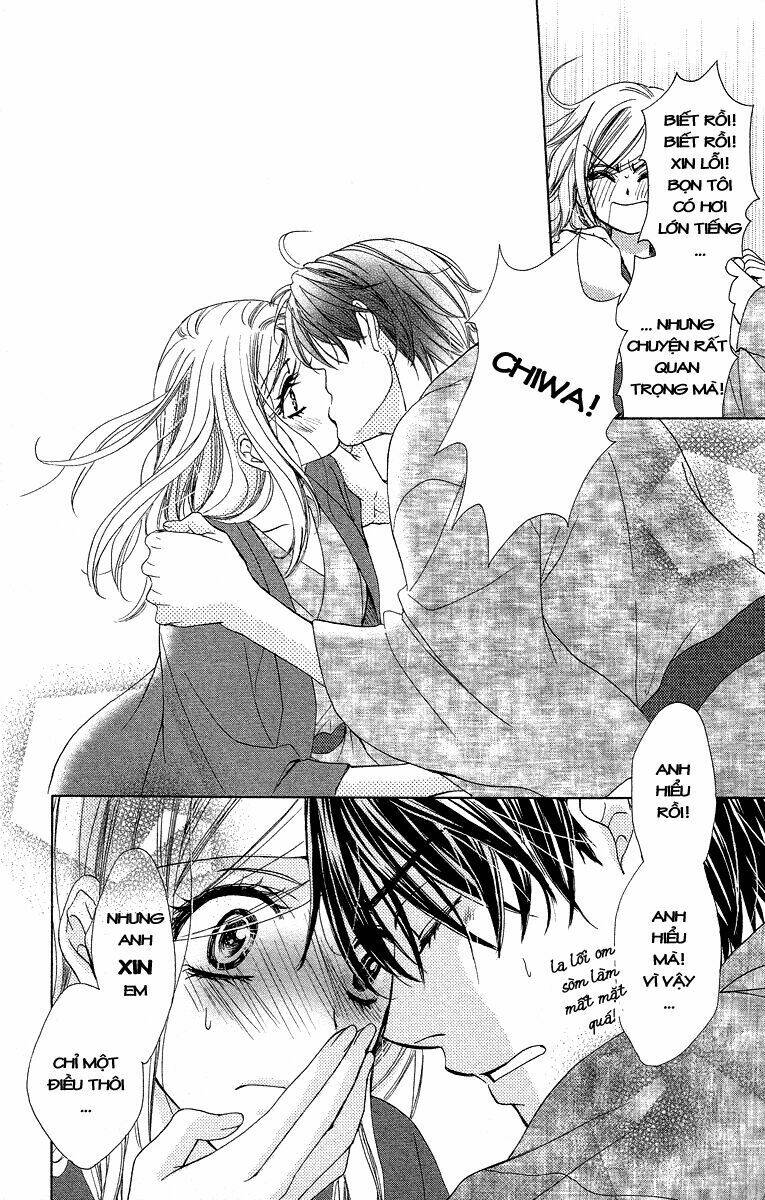 BIẾT RỒI!
BIẾT RỒI!
XIN LỖI!
BỌN TÔI
CÓ HƠI
LỚN TIẾNG
...
... NHƯNG
CHUYỆN RẤT
QUAN
TRỌNG MÀ!
CHIWA!
ANH
HIỂU
RỒI!
ANH
HIỂU
MÀ!
VÌ VẬY
...
la lối om
sòm làm
mất mặt
quá!
NHƯNG
ANH
XIN
EM
CHỈ MỘT
ĐIỀU THÔI
...